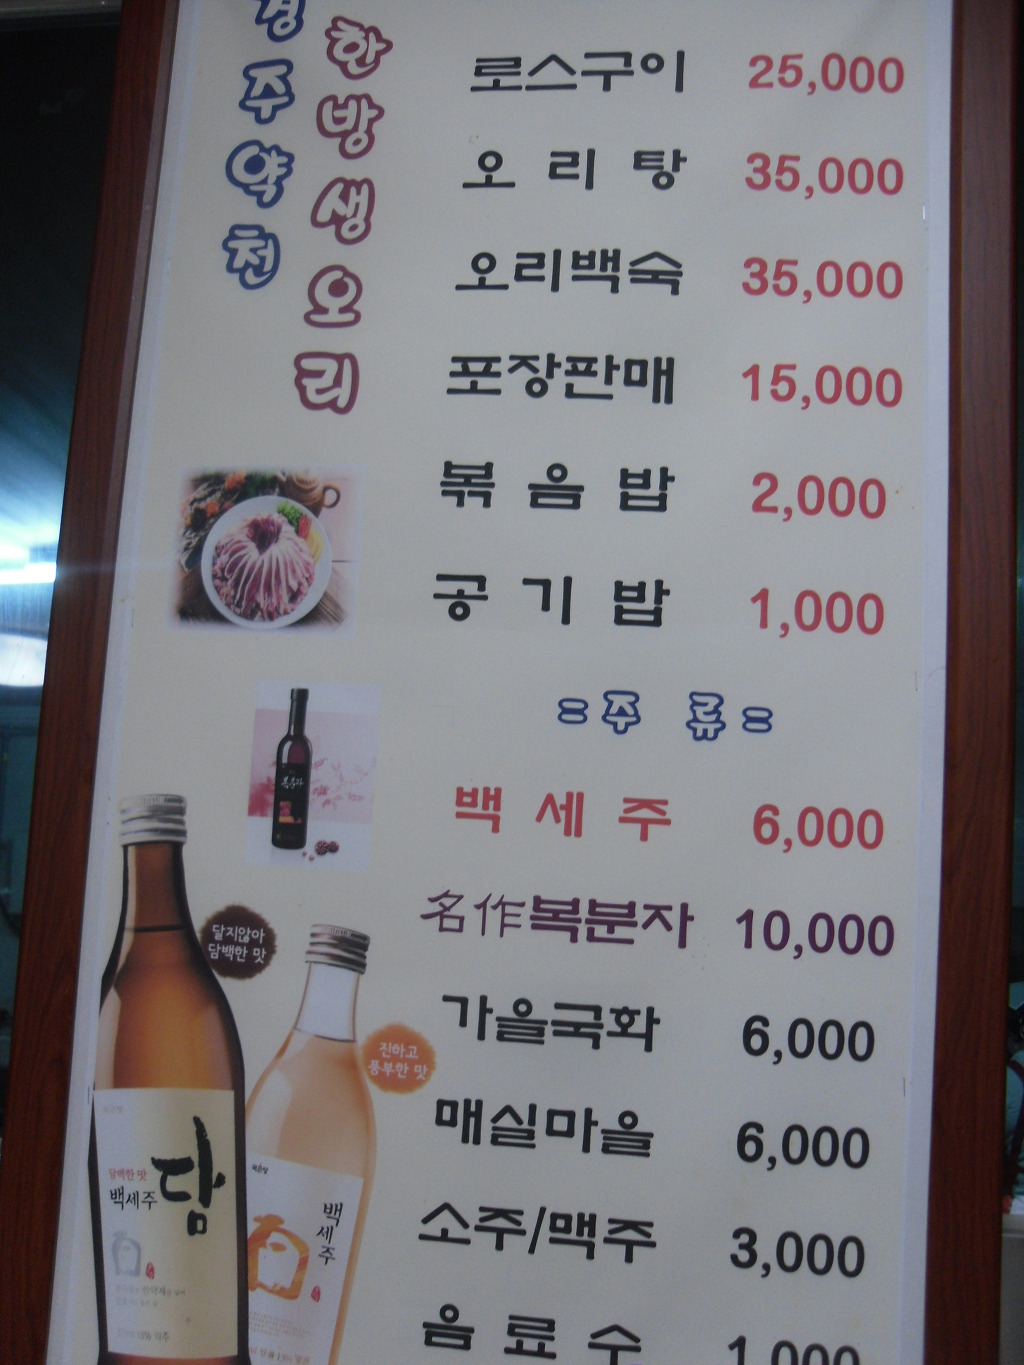 경주약천
한방생오리
로스구이 25,000
오리탕 35,000
오리백숙 35,000
포장판매 15,000
볶음밥 2,000
공기밥 1,000
=주 류=
백세주 6,000
名作복분자 10,000
가을국화 6,000
매실마을 6,000
소주/맥주 3,000
음료수 1,000
복분자
달지않아
담백한 맛
진하고
풍부한 맛
담백한 맛
백세주
담
백세주